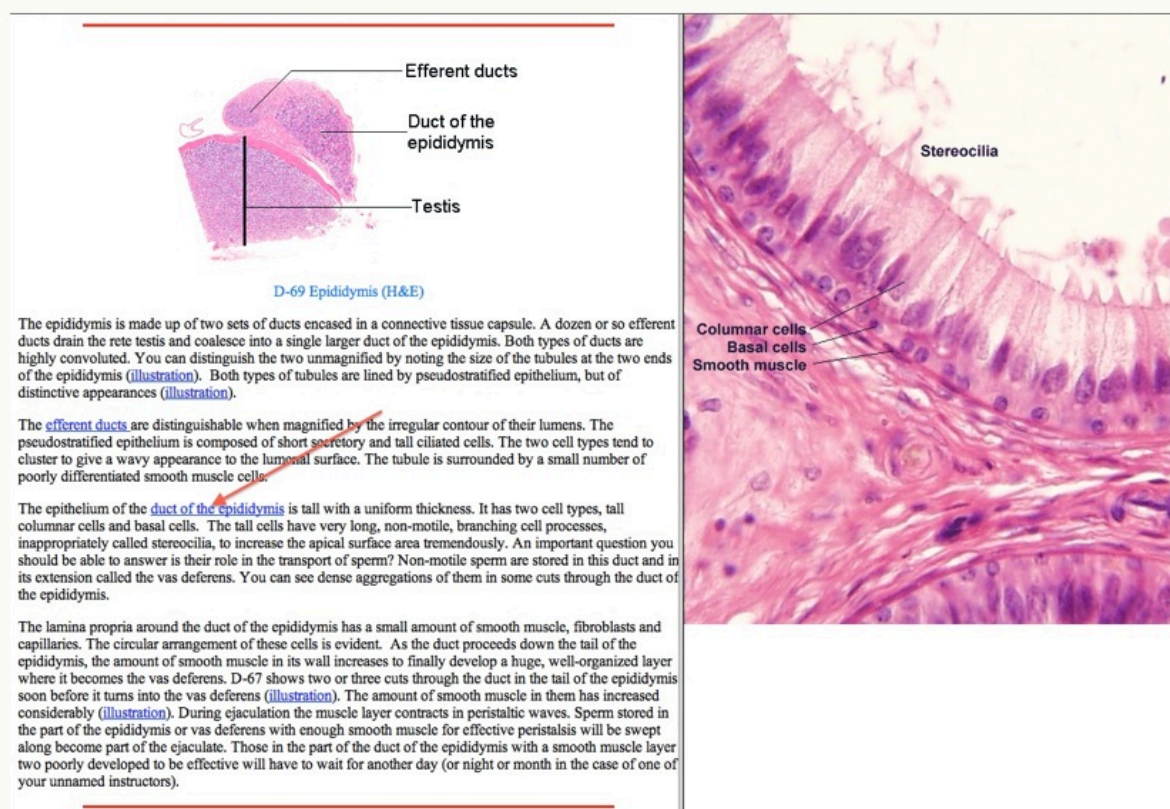 Efferent ducts
Duct of the
epididymis
Testis
D-69 Epididymis (H&E)
The epididymis is made up of two sets of ducts encased in a connective tissue capsule. A dozen or so efferent
ducts drain the rete testis and coalesce into a single larger duct of the epididymis. Both types of ducts are
highly convoluted. You can distinguish the two unmagnified by noting the size of the tubules at the two ends
of the epididymis (illustration). Both types of tubules are lined by pseudostratified epithelium, but of
distinctive appearances (illustration).
The efferent ducts are distinguishable when magnified by the irregular contour of their lumens. The
pseudostratified epithelium is composed of short secretory and tall ciliated cells. The two cell types tend to
cluster to give a wavy appearance to the lumenal surface. The tubule is surrounded by a small number of
poorly differentiated smooth muscle cells.
The epithelium of the duct of the epididymis is tall with a uniform thickness. It has two cell types, tall
columnar cells and basal cells. The tall cells have very long, non-motile, branching cell processes,
inappropriately called stereocilia, to increase the apical surface area tremendously. An important question you
should be able to answer is their role in the transport of sperm? Non-motile sperm are stored in this duct and in
its extension called the vas deferens. You can see dense aggregations of them in some cuts through the duct of
the epididymis.
The lamina propria around the duct of the epididymis has a small amount of smooth muscle, fibroblasts and
capillaries. The circular arrangement of these cells is evident. As the duct proceeds down the tail of the
epididymis, the amount of smooth muscle in its wall increases to finally develop a huge, well-organized layer
where it becomes the vas deferens. D-67 shows two or three cuts through the duct in the tail of the epididymis
soon before it turns into the vas deferens (illustration). The amount of smooth muscle in them has increased
considerably (illustration). During ejaculation the muscle layer contracts in peristaltic waves. Sperm stored in
the part of the epididymis or vas deferens with enough smooth muscle for effective peristalsis will be swept
along become part of the ejaculate. Those in the part of the duct of the epididymis with a smooth muscle layer
two poorly developed to be effective will have to wait for another day (or night or month in the case of one of
your unnamed instructors).
Stereocilia
Columnar cells
Basal cells
Smooth muscle